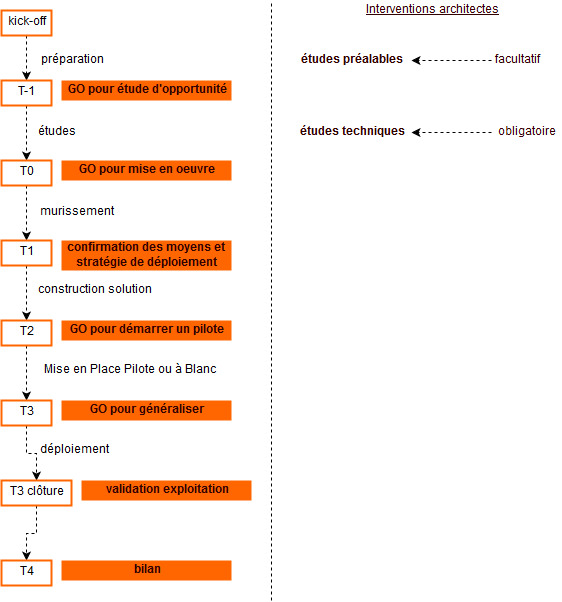 kick-off
Interventions architectes
préparation
études préalables
facultatif
T-1
GO pour étude d'opportunité
études
études techniques
obligatoire
T0
GO pour mise en oeuvre
murissement
T1
confirmation des moyens et
stratégie de déploiement
construction solution
T2
GO pour démarrer un pilote
Mise en Place Pilote ou à Blanc
T3
GO pour généraliser
déploiement
T3 clôture
validation exploitation
T4
bilan